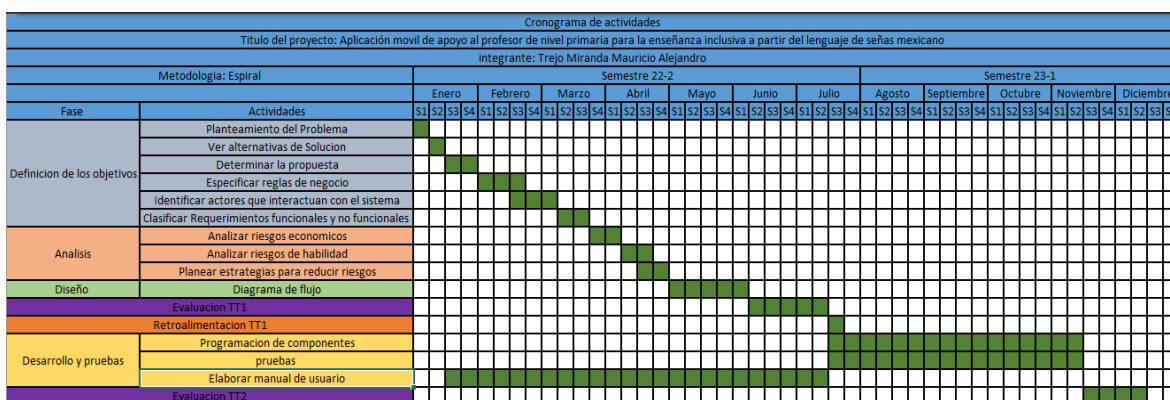 Cronograma de actividades
Titulo del proyecto: Aplicación movil de apoyo al profesor de nivel primaria para la enseñanza inclusiva a partir del lenguaje de señas mexicano
integrante: Trejo Miranda Mauricio Alejandro
Metodologia: Espiral Semestre 22-2 Semestre 23-1
Enero Febrero Marzo Abril Mayo Junio Julio Agosto Septiembre Octubre Noviembre Diciembre
Fase Actividades S1 S2 S3 S4 S1 S2 S3 S4 S1 S2 S3 S4 S1 S2 S3 S4 S1 S2 S3 S4 S1 S2 S3 S4 S1 S2 S3 S4 S1 S2 S3 S4 S1 S2 S3 S4 S1 S2 S3 S4 S1 S2 S3 S4 S1 S2 S3 S
Definicion de los objetivos
Planteamiento del Problema
Ver alternativas de Solucion
Determinar la propuesta
Especificar reglas de negocio
Identificar actores que interactuan con el sistema
Clasificar Requerimientos funcionales y no funcionales
Analisis
Analizar riesgos economicos
Analizar riesgos de habilidad
Planear estrategias para reducir riesgos
Diseño Diagrama de flujo
Evaluacion TT1
Retroalimentacion TT1
Desarrollo y pruebas
Programacion de componentes
pruebas
Elaborar manual de usuario
Evaluacion TT2